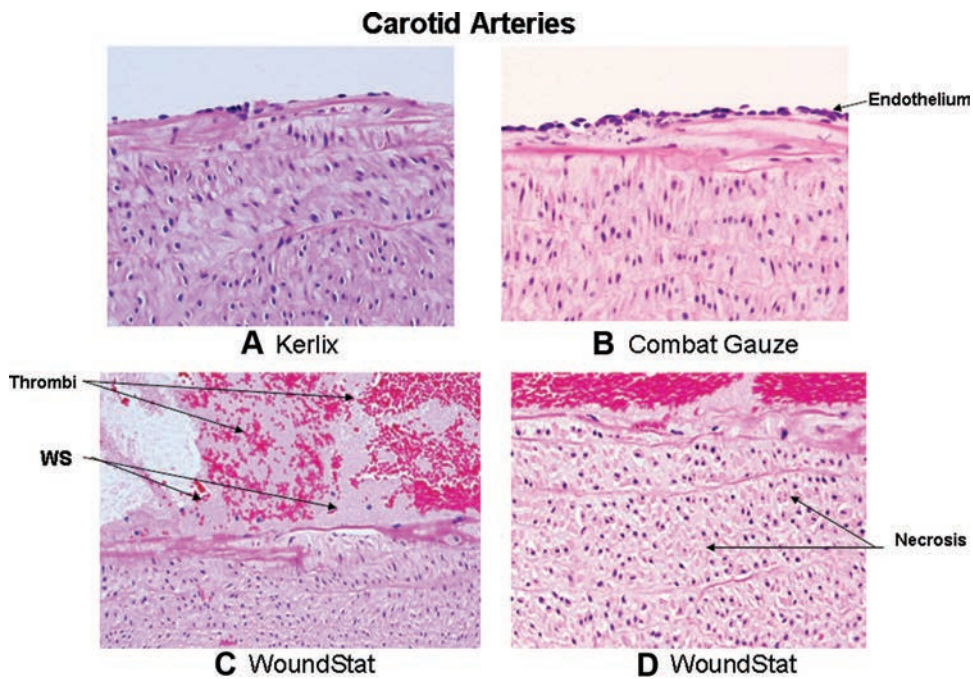 Carotid Arteries
Endothelium
A Kerlix
B Combat Gauze
Thrombi
WS
Necrosis
C WoundStat
D WoundStat